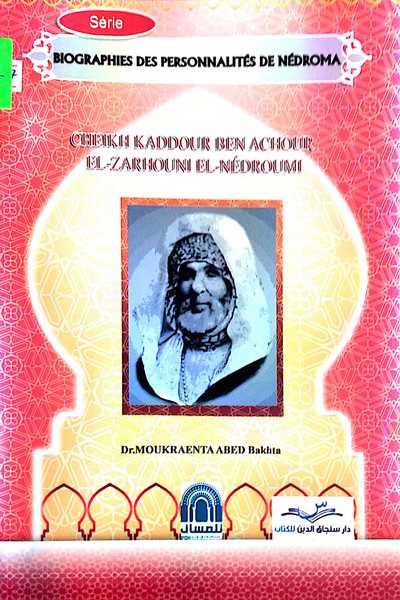 Série
BIOGRAPHIES DES PERSONNALITÉS DE NÉDROMA
CHEIKH KADDOUR BEN ACHOUR
EL-ZARHOUNI EL-NÉDROUMI
Dr.MOUKRAENTA ABED Bakhta
تلمسان
دار سنجاق الدين للكتاب